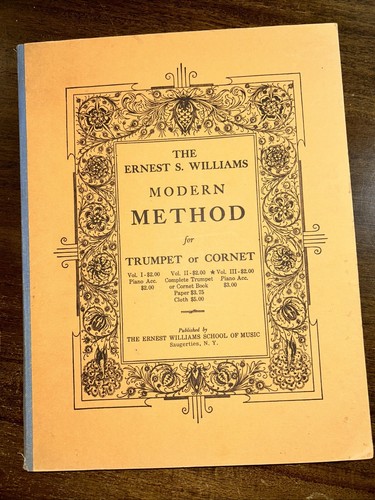 THE
ERNEST S. WILLIAMS
MODERN
METHOD
for
TRUMPET or CORNET
Vol. I-$2.00 Vol. II-$2.00 ★ Vol. III-$2.00
Piano Acc. Complete Trumpet Piano Acc.
$2.00 or Cornet Book $3.00
Paper $3.75
Cloth $5.00
Published by
THE ERNEST WILLIAMS SCHOOL OF MUSIC
Saugerties, N. Y.